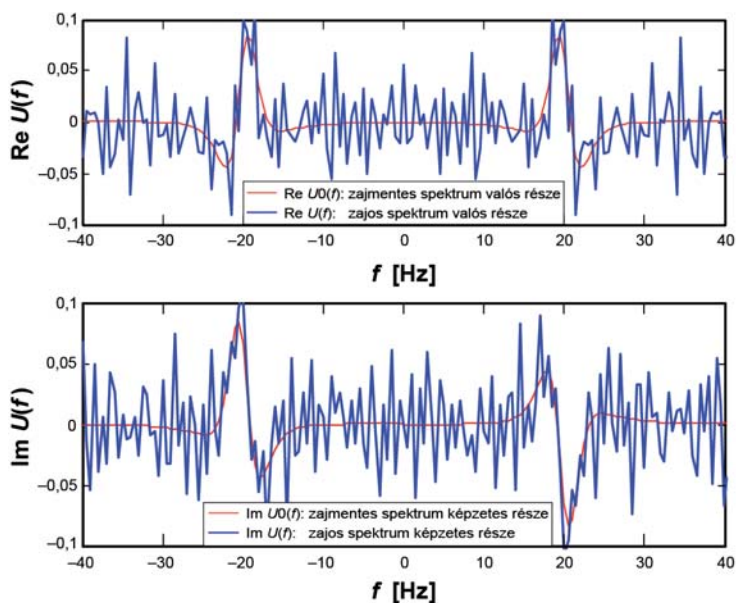 0,1
0,05
0
–0,05
–0,1
Re U(f)
Re U0(f): zajmentes spektrum valós része
Re U(f): zajos spektrum valós része
–40 –30 –20 –10 0 10 20 30 40
f [Hz]
0,1
0,05
0
–0,05
–0,1
Im U(f)
Im U0(f): zajmentes spektrum képzetes része
Im U(f): zajos spektrum képzetes része
–40 –30 –20 –10 0 10 20 30 40
f [Hz]